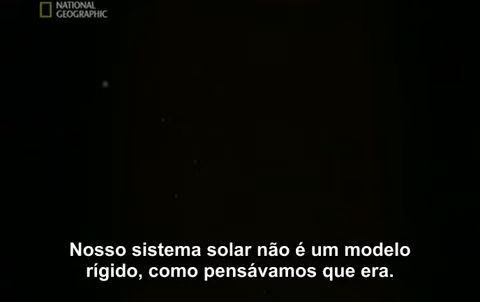 NATIONAL
GEOGRAPHIC
Nosso sistema solar não é um modelo
rígido, como pensávamos que era.